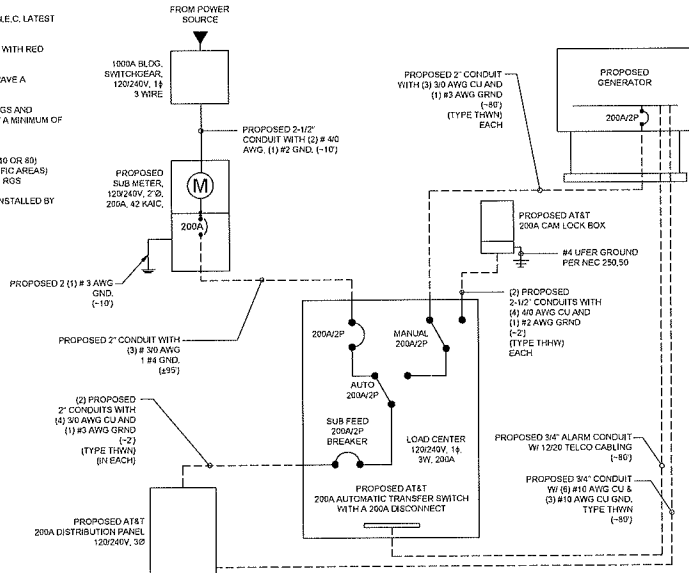 I.E.C, LATEST
WITH RED
AVE A
GS AND
A MINIMUM OF
40 OR 80)
FIC AREAS)
RGS
NSTALLED BY
FROM POWER
SOURCE
1000A BLDG.
SWITCHGEAR,
120/240V, 1ϕ
3 WIRE
PROPOSED 2-1/2"
CONDUIT WITH (2) # 4/0
AWG, (1) #2 GND, (~10')
PROPOSED
SUB METER,
120/240V, 2"Ø,
200A, 42 KAIC,
M
200A
PROPOSED 2 (1) # 3 AWG
GND,
(~10')
PROPOSED 2" CONDUIT WITH
(3) # 3/0 AWG
1 #4 GND,
(±95')
(2) PROPOSED
2" CONDUITS WITH
(4) 3/0 AWG CU AND
(1) #3 AWG GRND
(~2')
(TYPE THWN)
(IN EACH)
PROPOSED AT&T
200A DISTRIBUTION PANEL
120/240V, 3Ø
PROPOSED 2" CONDUIT
WITH (3) 3/0 AWG CU AND
(1) #3 AWG GRND
(~80')
(TYPE THWN)
EACH
PROPOSED
GENERATOR
200A/2P
PROPOSED AT&T
200A CAM LOCK BOX
#4 UFER GROUND
PER NEC 250,50
(2) PROPOSED
2-1/2" CONDUITS WITH
(4) 4/0 AWG CU AND
(1) #2 AWG GRND
(~2')
(TYPE THHW)
EACH
200A/2P
MANUAL
200A/2P
AUTO
200A/2P
SUB FEED
200A/2P
BREAKER
LOAD CENTER
120/240V, 1ϕ,
3W, 200A
PROPOSED AT&T
200A AUTOMATIC TRANSFER SWITCH
WITH A 200A DISCONNECT
PROPOSED 3/4" ALARM CONDUIT
W/ 12/20 TELCO CABLING
(~80')
PROPOSED 3/4" CONDUIT
W/ (6) #10 AWG CU &
(3) #10 AWG CU GND,
TYPE THWN
(~80')